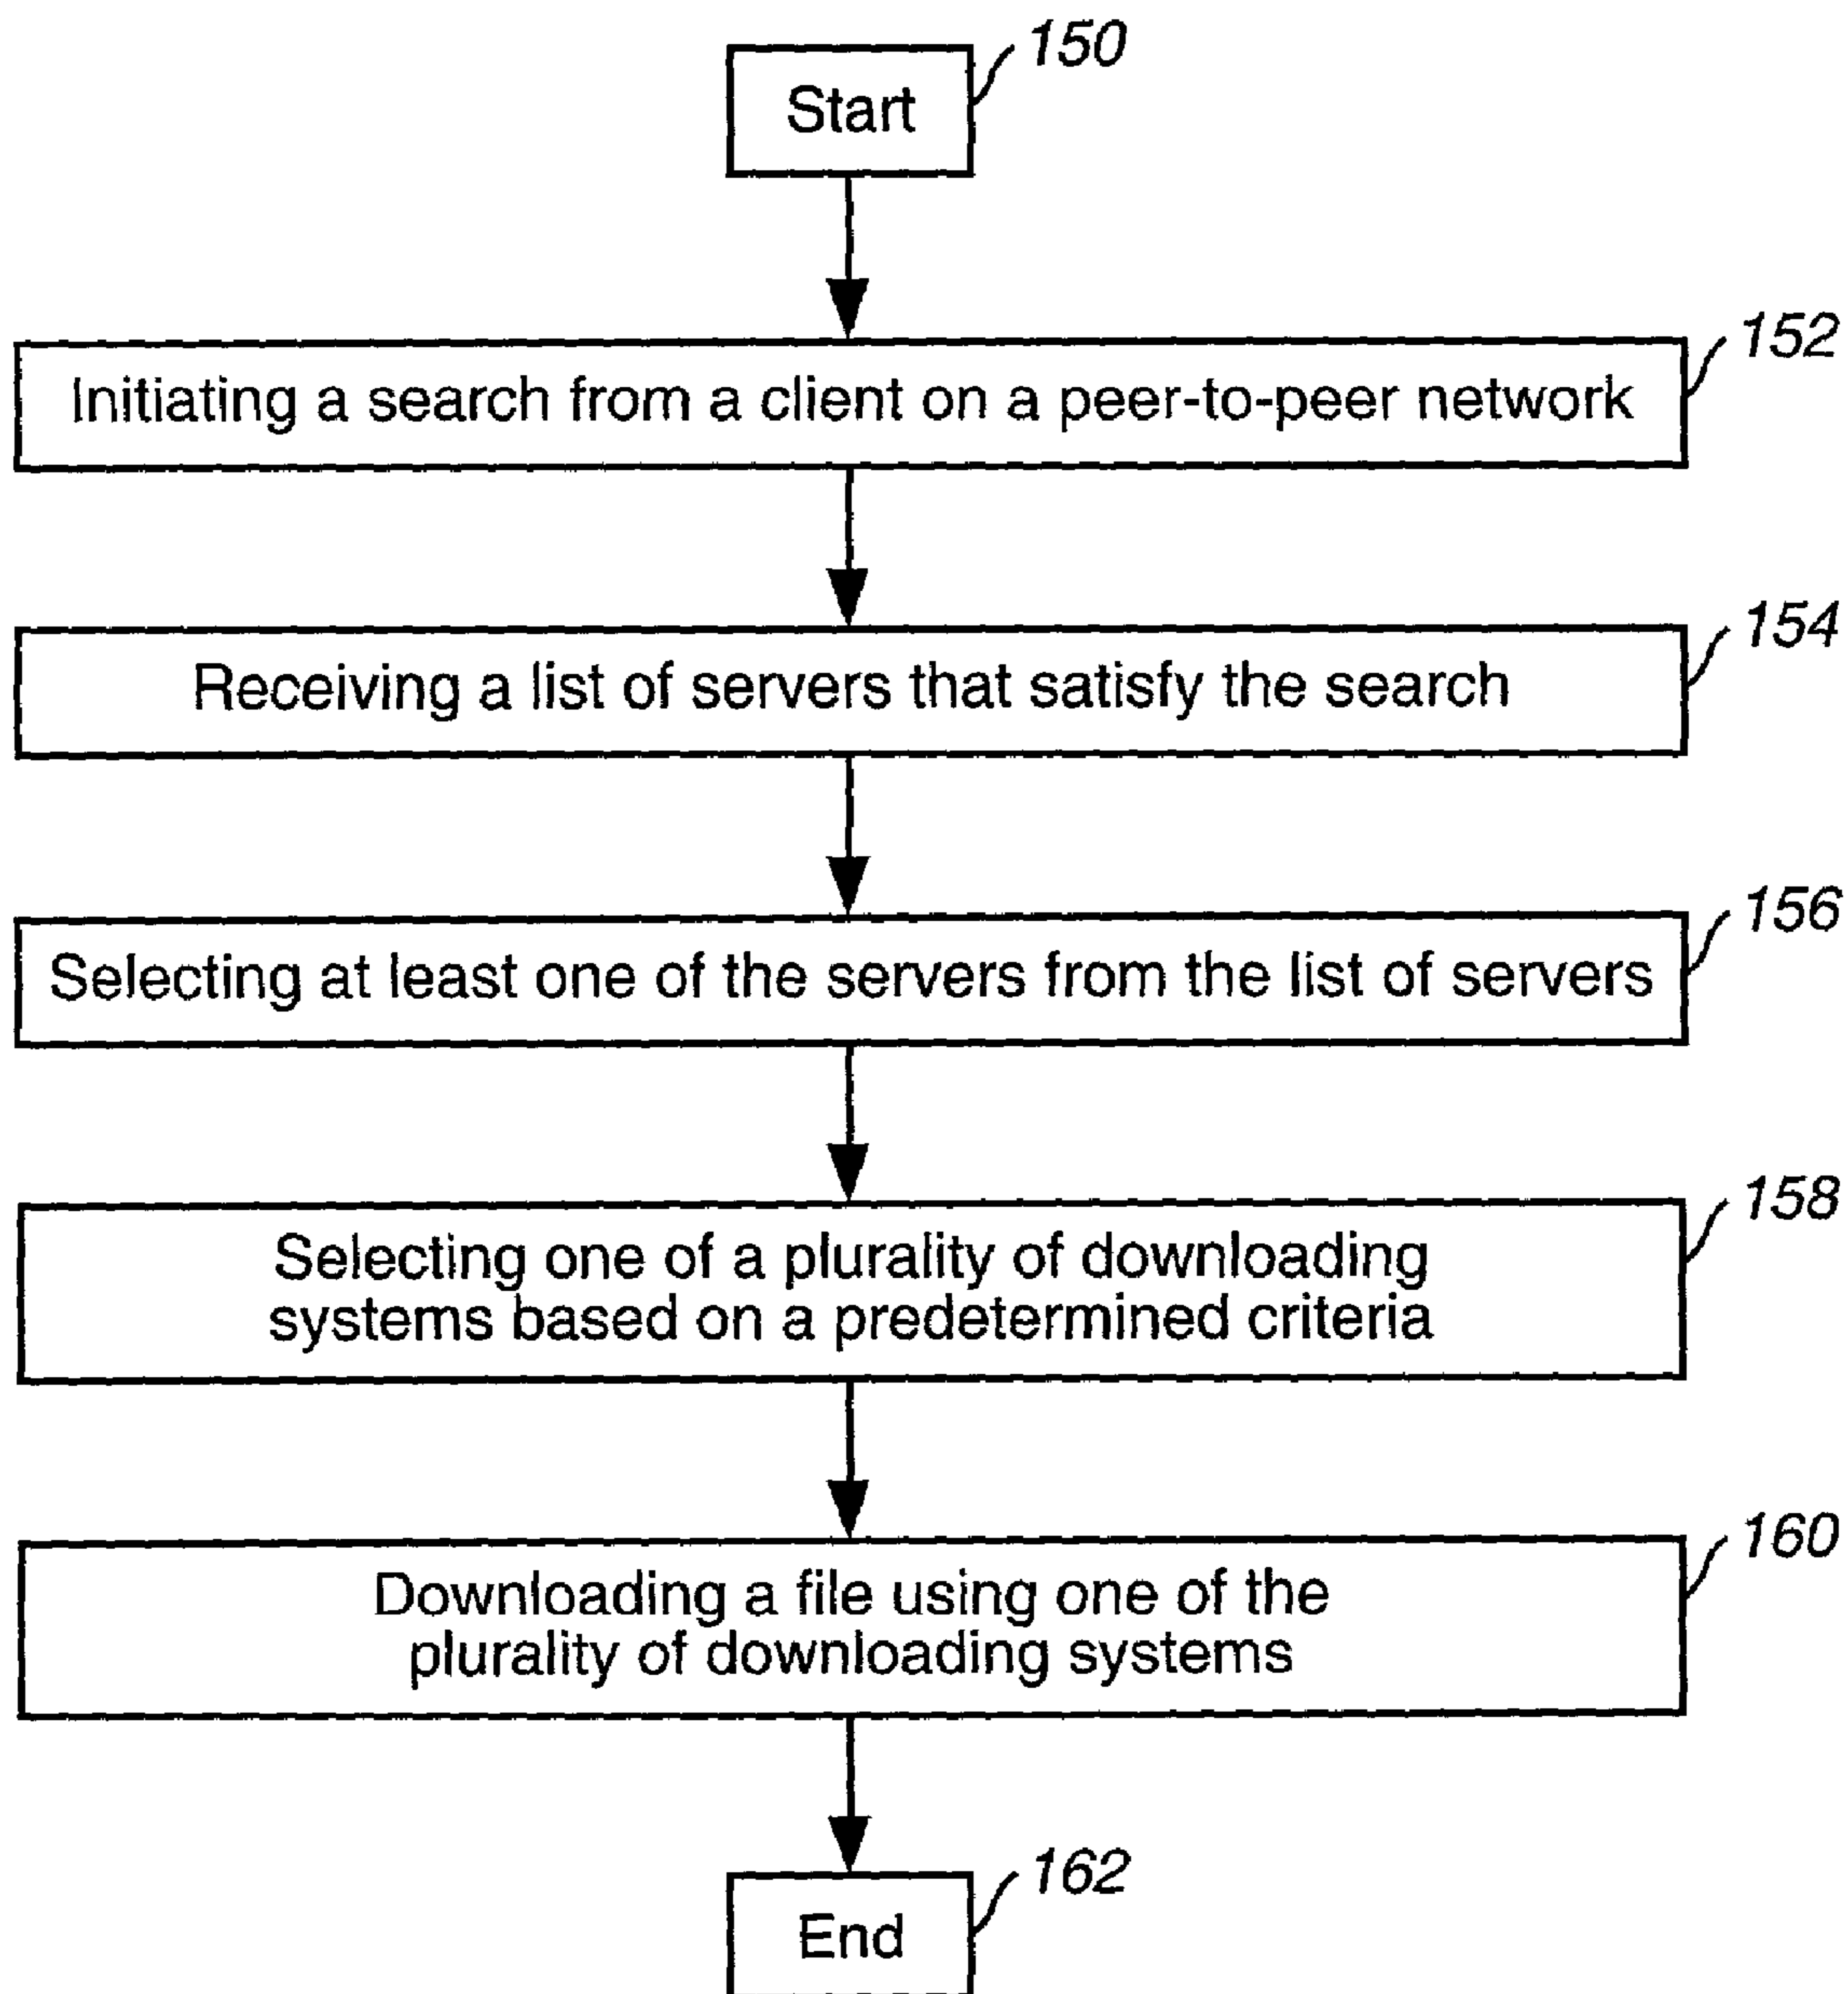 150
Start
152
Initiating a search from a client on a peer-to-peer network
154
Receiving a list of servers that satisfy the search
156
Selecting at least one of the servers from the list of servers
158
Selecting one of a plurality of downloading
systems based on a predetermined criteria
160
Downloading a file using one of the
plurality of downloading systems
162
End